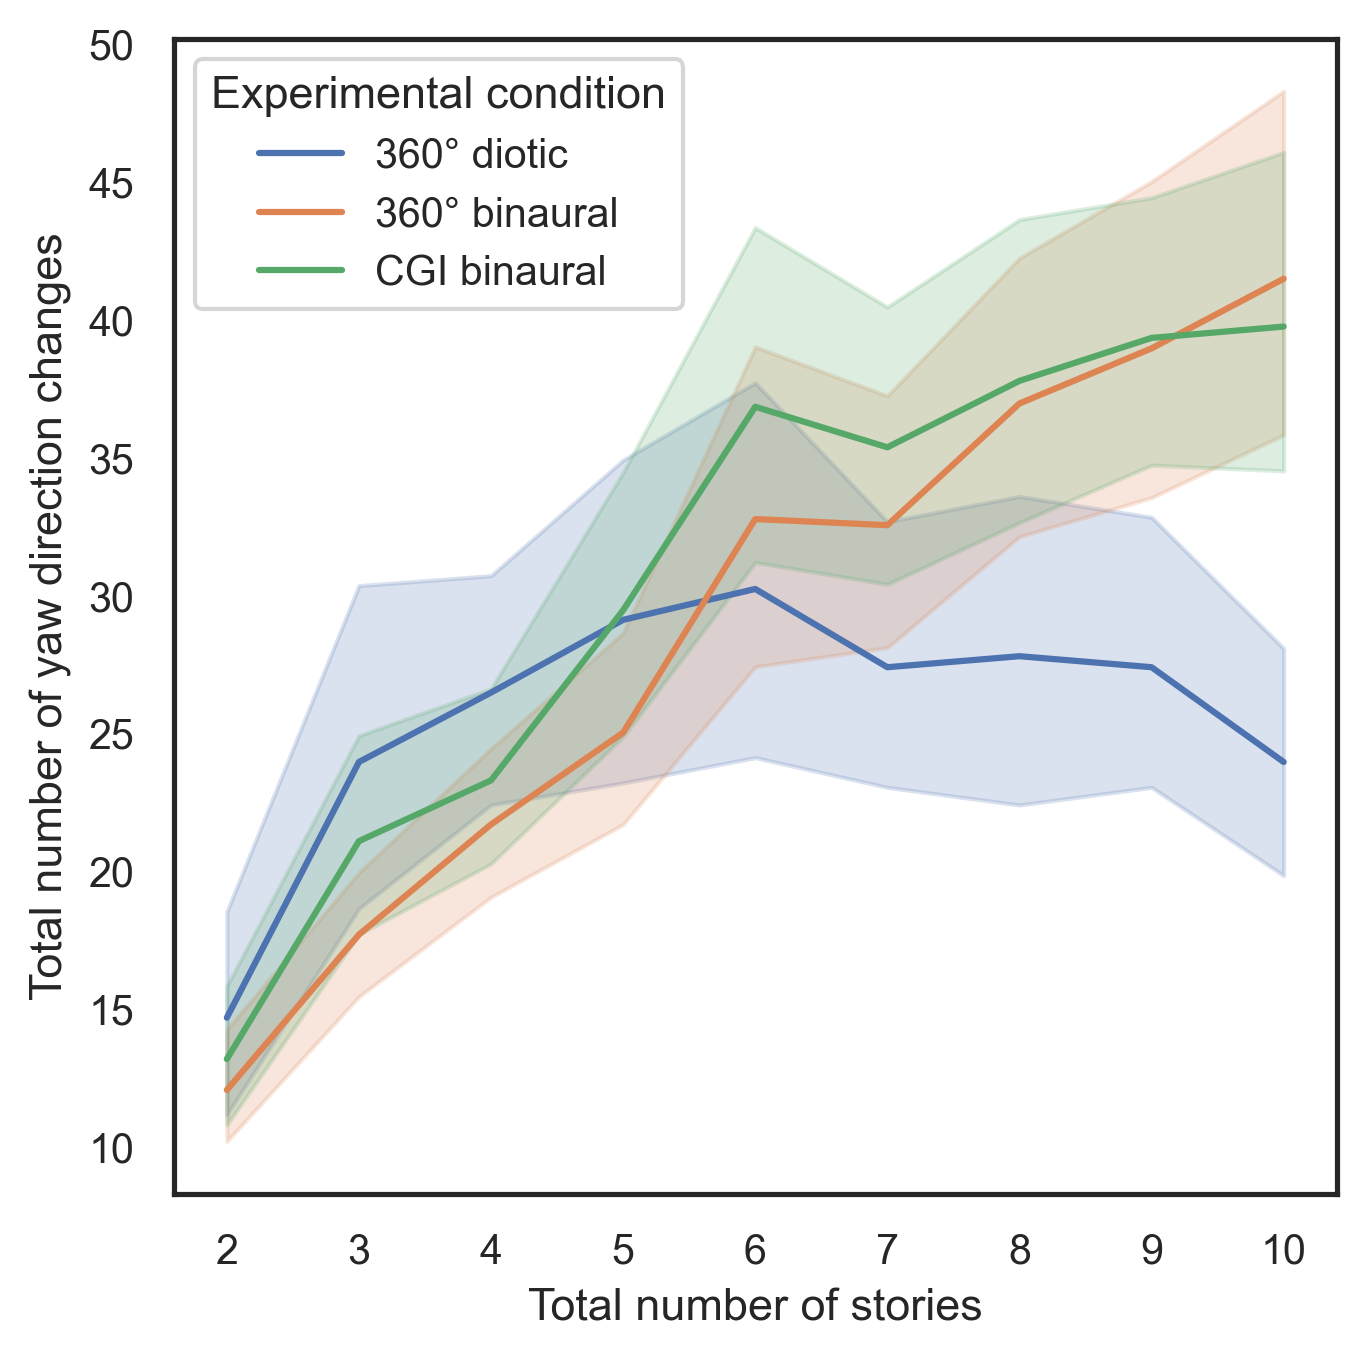 50
45
40
35
30
25
20
15
10
Total number of yaw direction changes
Experimental condition
360° diotic
360° binaural
CGI binaural
2 3 4 5 6 7 8 9 10
Total number of stories